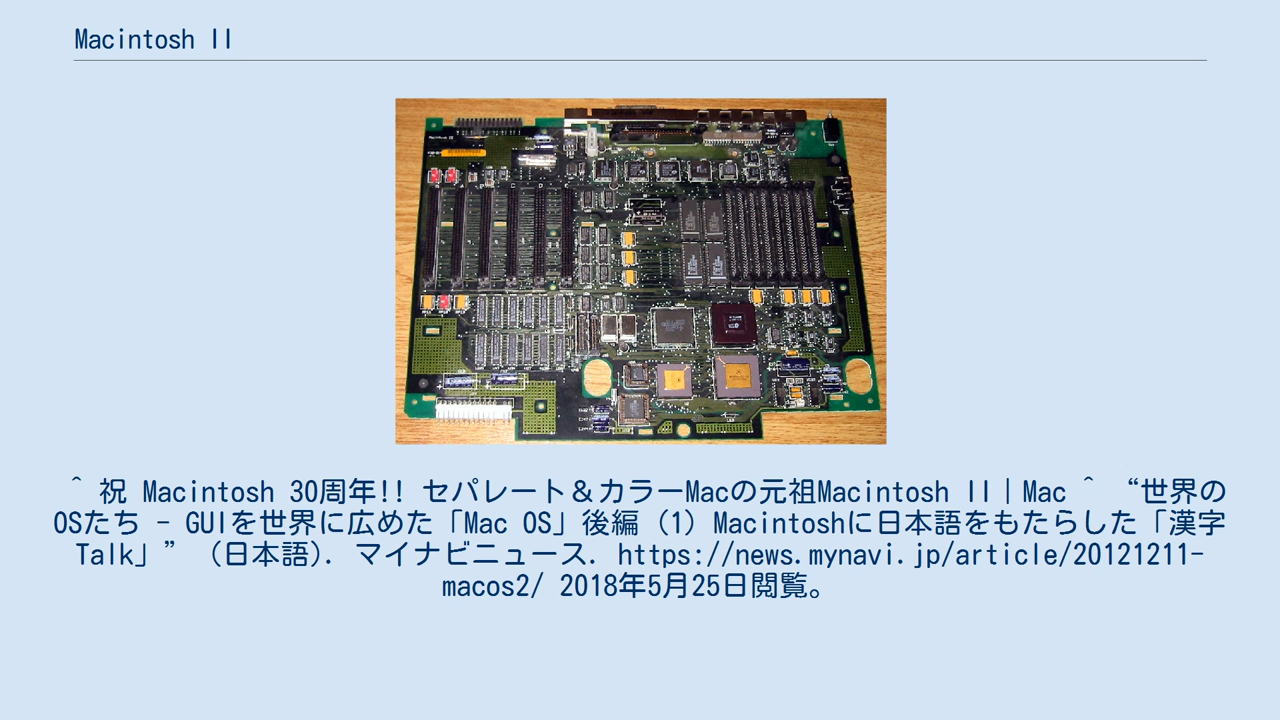 Macintosh II
^ 祝 Macintosh 30周年!! セパレート＆カラーMacの元祖Macintosh II｜Mac ^ “世界の
OSたち - GUIを世界に広めた「Mac OS」後編 (1) Macintoshに日本語をもたらした「漢字
Talk」” (日本語). マイナビニュース. https://news.mynavi.jp/article/20121211-
macos2/ 2018年5月25日閲覧。